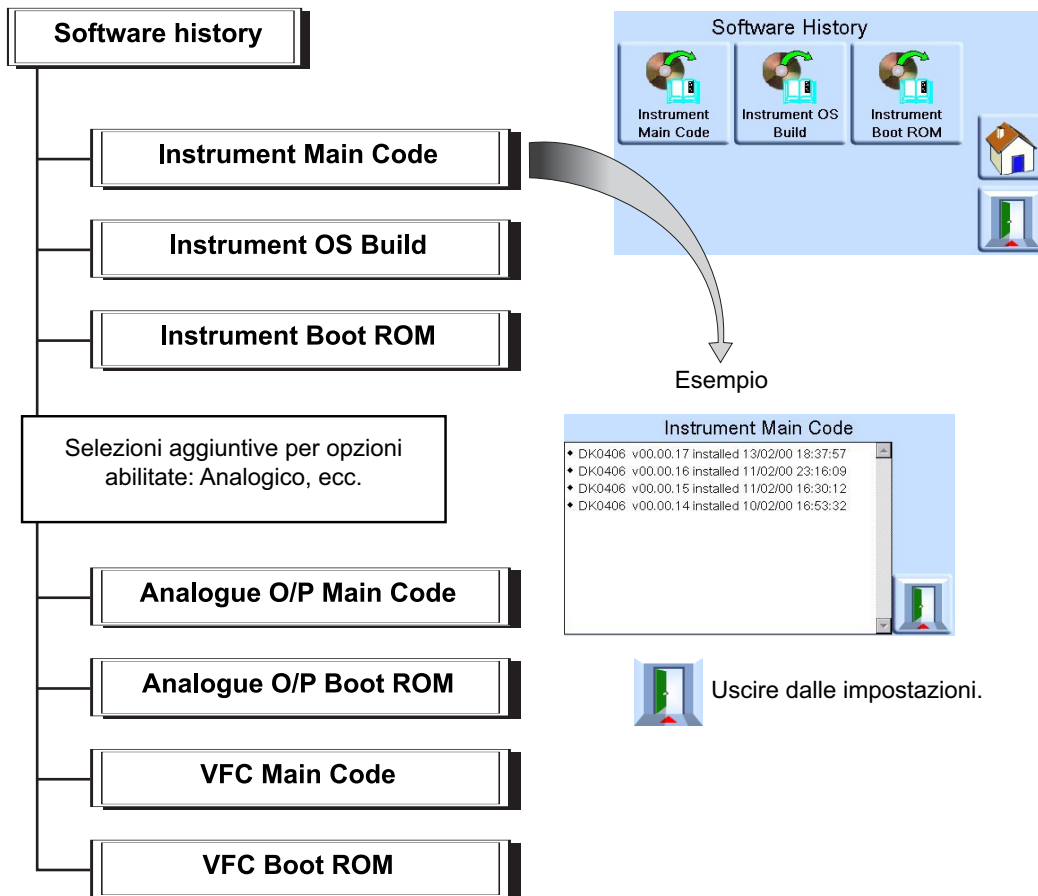 Software history
Instrument Main Code
Instrument OS Build
Instrument Boot ROM
Selezioni aggiuntive per opzioni
abilitate: Analogico, ecc.
Analogue O/P Main Code
Analogue O/P Boot ROM
VFC Main Code
VFC Boot ROM
Software History
Instrument
Main Code
Instrument OS
Build
Instrument
Boot ROM
Esempio
Instrument Main Code
DK0406 v00.00.17 installed 13/02/00 18:37:57
DK0406 v00.00.16 installed 11/02/00 23:16:09
DK0406 v00.00.15 installed 11/02/00 16:30:12
DK0406 v00.00.14 installed 10/02/00 16:53:32
Uscire dalle impostazioni.